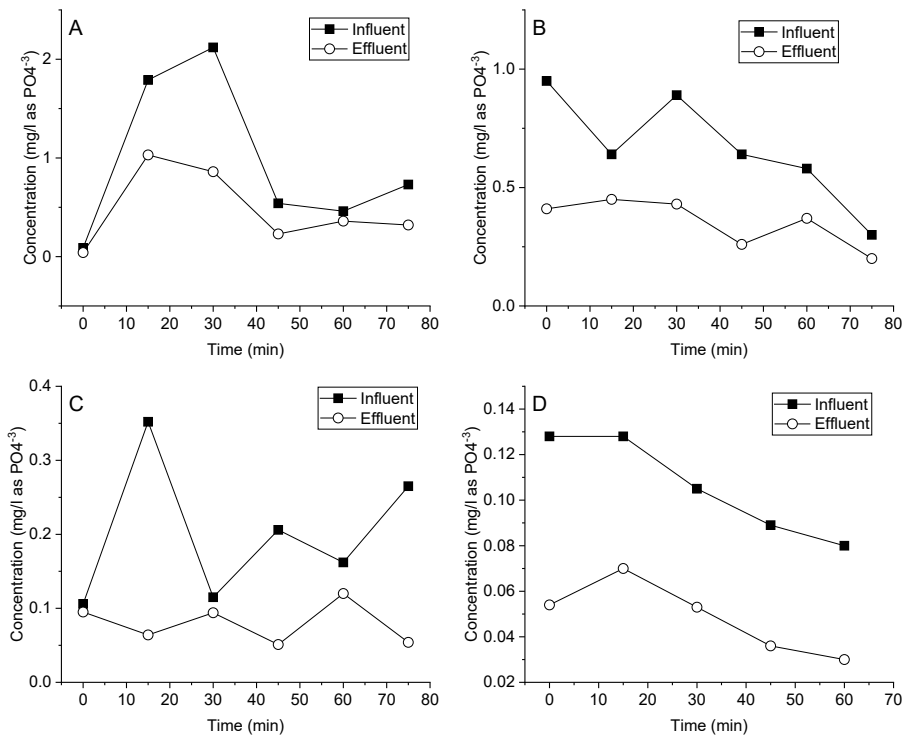 A
Influent
Effluent
Concentration (mg/l as PO4-3)
2
1
0
0 10 20 30 40 50 60 70 80
Time (min)
B
Influent
Effluent
Concentration (mg/l as PO4-3)
1.0
0.5
0.0
0 10 20 30 40 50 60 70 80
Time (min)
C
Influent
Effluent
Concentration (mg/l as PO4-3)
0.4
0.3
0.2
0.1
0.0
0 10 20 30 40 50 60 70 80
Time (min)
D
Influent
Effluent
Concentration (mg/l as PO4-3)
0.14
0.12
0.10
0.08
0.06
0.04
0.02
0 10 20 30 40 50 60 70
Time (min)